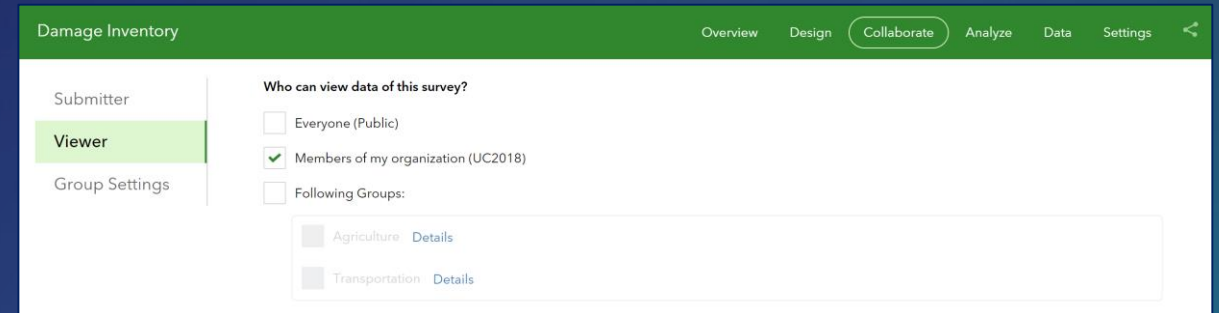 Damage Inventory Overview Design Collaborate Analyze Data Settings
Submitter
Viewer
Group Settings
Who can view data of this survey?
Everyone (Public)
Members of my organization (UC2018)
Following Groups:
Agriculture Details
Transportation Details